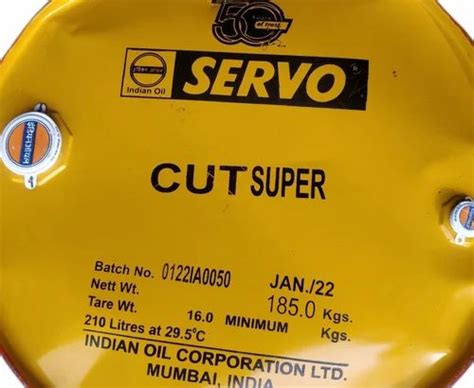 50
Indian Oil
SERVO
CUT SUPER
Batch No. 0122IA0050 JAN./22
Nett Wt. 185.0 Kgs.
Tare Wt. 16.0 MINIMUM Kgs.
210 Litres at 29.5°C
INDIAN OIL CORPORATION LTD.
MUMBAI, INDIA